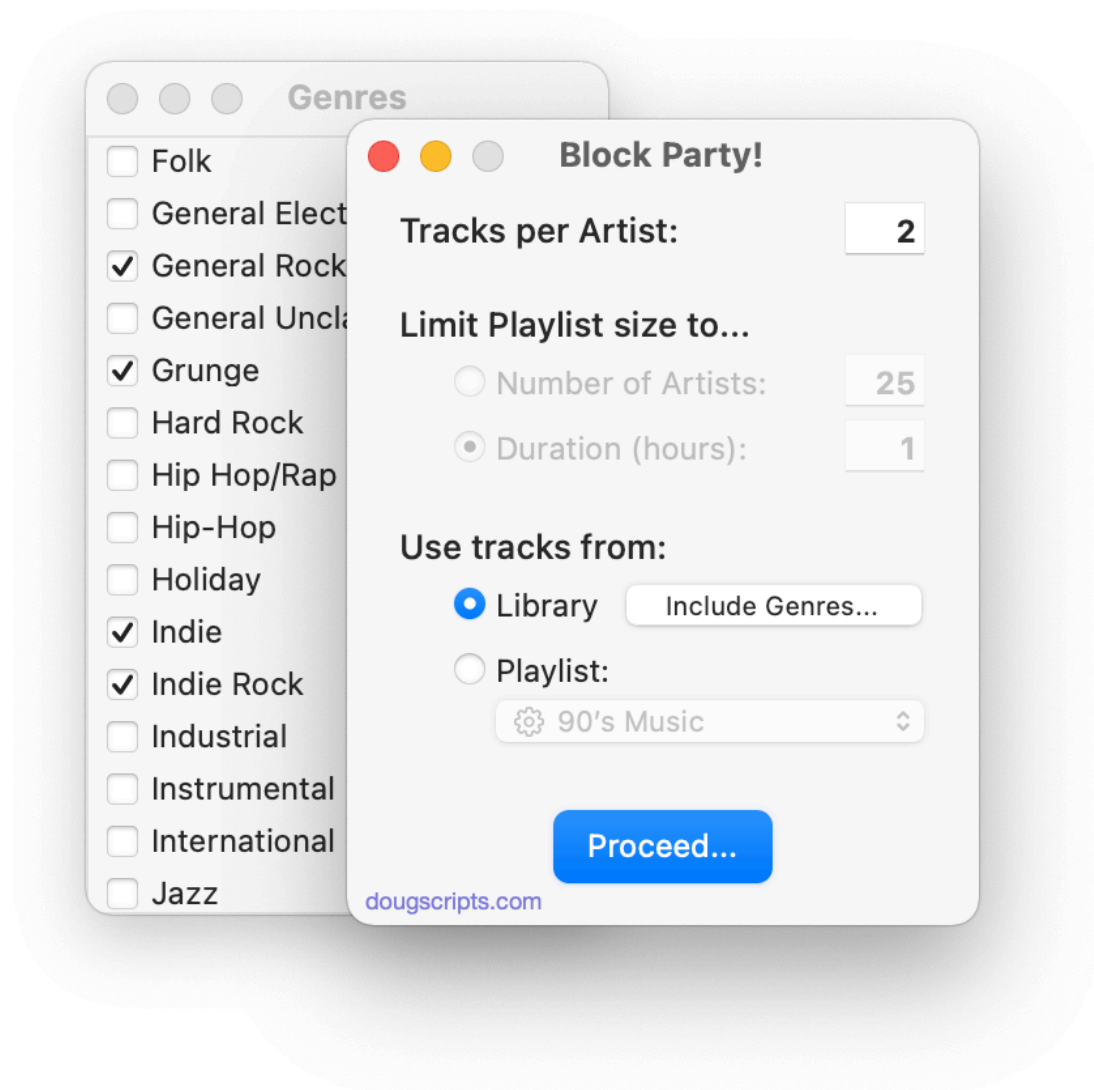 Genres
Folk
General Elect
General Rock
General Uncla
Grunge
Hard Rock
Hip Hop/Rap
Hip-Hop
Holiday
Indie
Indie Rock
Industrial
Instrumental
International
Jazz
Block Party!
Tracks per Artist: 2
Limit Playlist size to...
Number of Artists: 25
Duration (hours): 1
Use tracks from:
Library Include Genres...
Playlist:
90's Music
Proceed...
dougscripts.com